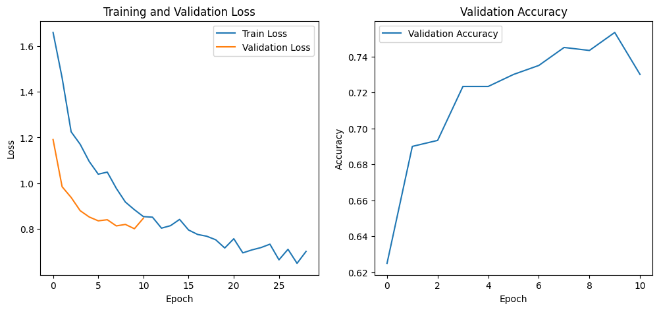 Training and Validation Loss
Train Loss
Validation Loss
1.6
1.4
1.2
1.0
0.8
Loss
0
5
10
15
20
25
Epoch
Validation Accuracy
Validation Accuracy
0.74
0.72
0.70
0.68
0.66
0.64
0.62
Accuracy
0
2
4
6
8
10
Epoch